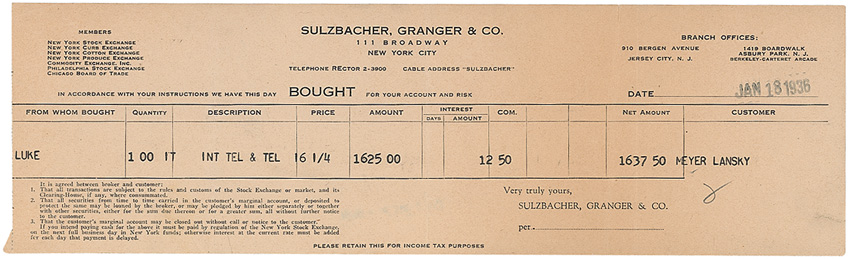 MEMBERS
NEW YORK STOCK EXCHANGE
NEW YORK CURB EXCHANGE
NEW YORK COTTON EXCHANGE
NEW YORK PRODUCE EXCHANGE
COMMODITY EXCHANGE, INC.
PHILADELPHIA STOCK EXCHANGE
CHICAGO BOARD OF TRADE
SULZBACHER, GRANGER & CO.
111 BROADWAY
NEW YORK CITY
TELEPHONE RECTOR 2-3900 CABLE ADDRESS "SULZBACHER"
BRANCH OFFICES:
910 BERGEN AVENUE
JERSEY CITY, N. J.
1419 BOARDWALK
ASBURY PARK, N. J.
BERKELEY-CARTERET ARCADE
IN ACCORDANCE WITH YOUR INSTRUCTIONS WE HAVE THIS DAY BOUGHT FOR YOUR ACCOUNT AND RISK
DATE JAN 18 1936
FROM WHOM BOUGHT QUANTITY DESCRIPTION PRICE AMOUNT INTEREST DAYS AMOUNT COM. NET AMOUNT CUSTOMER
LUKE 1 00 IT INT TEL & TEL 16 1/4 1625 00 12 50 1637 50 MEYER LANSKY
It is agreed between broker and customer:
1. That all transactions are subject to the rules and customs of the Stock Exchange or market, and its
Clearing-House, if any, where consummated.
2. That all securities from time to time carried in the customer's marginal account, or deposited to
protect the same may be loaned by the broker, or may be pledged by him either separately or together
with other securities, either for the sum due thereon or for a greater sum, all without further notice
to the customer.
3. That the customer's marginal account may be closed out without call or notice to the customer."
If you intend paying cash for the above it must be paid by regulation of the New York Stock Exchange,
on the next full business day in New York funds; otherwise interest at the current rate must be added
for each day that payment is delayed.
Very truly yours,
SULZBACHER, GRANGER & CO.
per
PLEASE RETAIN THIS FOR INCOME TAX PURPOSES